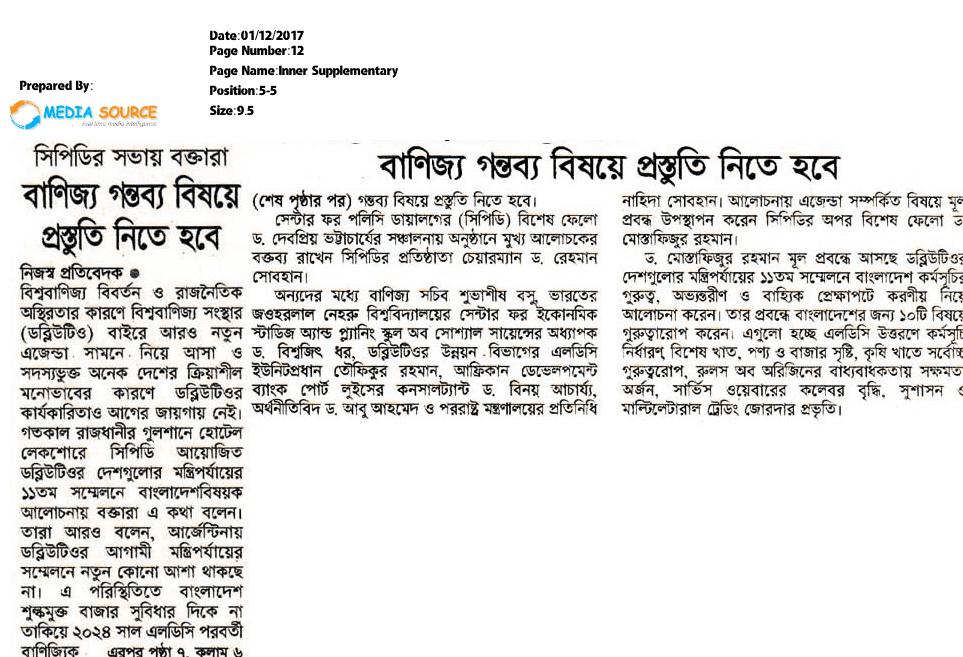 Date:01/12/2017
Page Number:12
Page Name:Inner Supplementary
Position:5-5
Size:9.5
Prepared By:
MEDIA SOURCE
real time media intelligence
সিপিডির সভায় বক্তারা
বাণিজ্য গন্তব্য বিষয়ে
প্রস্তুতি নিতে হবে
নিজস্ব প্রতিবেদক ●
বিশ্ববাণিজ্য বিবর্তন ও রাজনৈতিক
অস্থিরতার কারণে বিশ্ববাণিজ্য সংস্থার
(ডব্লিউটিও) বাইরে আরও নতুন
এজেন্ডা সামনে নিয়ে আসা ও
সদস্যভুক্ত অনেক দেশের ক্রিয়াশীল
মনোভাবের কারণে ডব্লিউটিওর
কার্যকারিতাও আগের জায়গায় নেই।
গতকাল রাজধানীর গুলশানে হোটেল
লেকশোরে সিপিডি আয়োজিত
ডব্লিউটিওর দেশগুলোর মন্ত্রিপর্যায়ের
১১তম সম্মেলনে বাংলাদেশবিষয়ক
আলোচনায় বক্তারা এ কথা বলেন।
তারা আরও বলেন, আর্জেন্টিনায়
ডব্লিউটিওর আগামী মন্ত্রিপর্যায়ের
সম্মেলনে নতুন কোনো আশা থাকছে
না। এ পরিস্থিতিতে বাংলাদেশ
শুল্কমুক্ত বাজার সুবিধার দিকে না
তাকিয়ে ২০২৪ সাল এলডিসি পরবর্তী
বাণিজ্যিক এরপর পৃষ্ঠা ৭, কলাম ৬
বাণিজ্য গন্তব্য বিষয়ে প্রস্তুতি নিতে হবে
(শেষ পৃষ্ঠার পর) গন্তব্য বিষয়ে প্রস্তুতি নিতে হবে।
সেন্টার ফর পলিসি ডায়ালগের (সিপিডি) বিশেষ ফেলো
ড. দেবপ্রিয় ভট্টাচার্যের সঞ্চালনায় অনুষ্ঠানে মুখ্য আলোচকের
বক্তব্য রাখেন সিপিডির প্রতিষ্ঠাতা চেয়ারম্যান ড. রেহমান
সোবহান।
অন্যদের মধ্যে বাণিজ্য সচিব শুভাশীষ বসু, ভারতের
জওহরলাল নেহরু বিশ্ববিদ্যালয়ের সেন্টার ফর ইকোনমিক
স্টাডিজ অ্যান্ড প্ল্যানিং স্কুল অব সোশ্যাল সায়েন্সের অধ্যাপক
ড. বিশ্বজিৎ ধর, ডব্লিউটিওর উন্নয়ন বিভাগের এলডিসি
ইউনিটপ্রধান তৌফিকুর রহমান, আফ্রিকান ডেভেলপমেন্ট
ব্যাংক পোর্ট লুইসের কনসালট্যান্ট ড. বিনয় আচার্য্য,
অর্থনীতিবিদ ড. আবু আহমেদ ও পররাষ্ট্র মন্ত্রণালয়ের প্রতিনিধি
নাহিদা সোবহান। আলোচনায় এজেন্ডা সম্পর্কিত বিষয়ে মূল
প্রবন্ধ উপস্থাপন করেন সিপিডির অপর বিশেষ ফেলো ড
মোস্তাফিজুর রহমান।
ড. মোস্তাফিজুর রহমান মূল প্রবন্ধে আসছে ডব্লিউটিওর
দেশগুলোর মন্ত্রিপর্যায়ের ১১তম সম্মেলনে বাংলাদেশ কর্মসূচির
গুরুত্ব, অভ্যন্তরীণ ও বাহ্যিক প্রেক্ষাপটে করণীয় নিয়ে
আলোচনা করেন। তার প্রবন্ধে বাংলাদেশের জন্য ১০টি বিষয়ে
গুরুত্বারোপ করেন। এগুলো হচ্ছে এলডিসি উত্তরণে কর্মসূচি
নির্ধারণ, বিশেষ খাত, পণ্য ও বাজার সৃষ্টি, কৃষি খাতে সর্বোচ্চ
গুরুত্বারোপ, রুলস অব অরিজিনের বাধ্যবাধকতায় সক্ষমতা
অর্জন, সার্ভিস ওয়েবারের কলেবর বৃদ্ধি, সুশাসন ও
মাল্টিলেটারাল ট্রেডিং জোরদার প্রভৃতি।